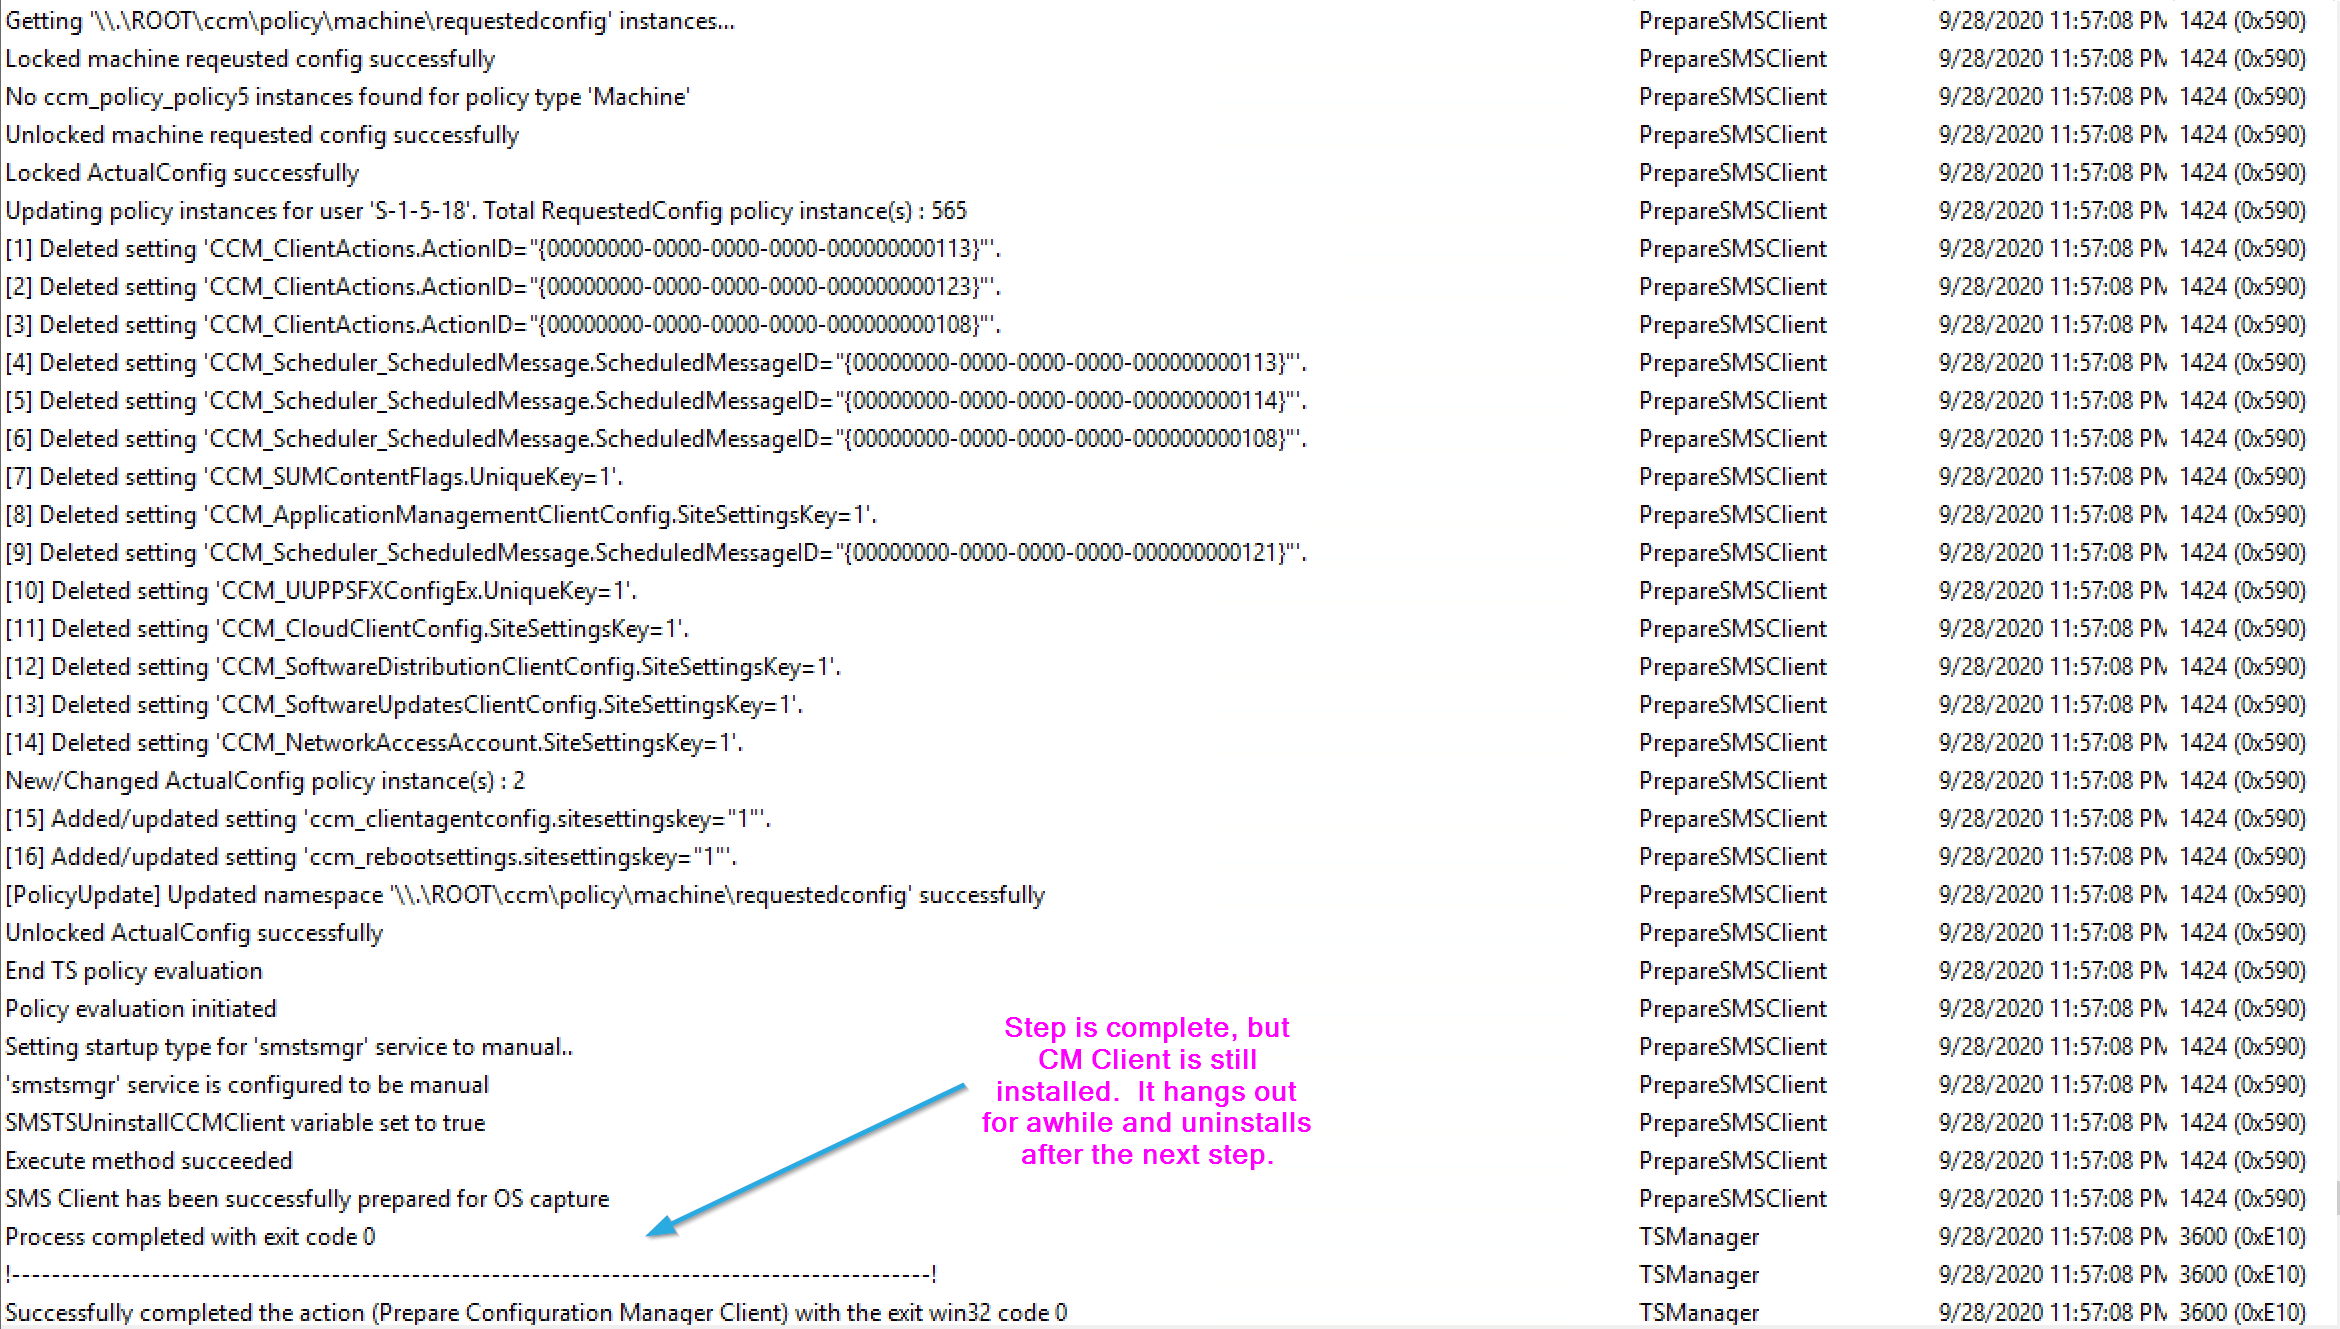 Getting '\\.\ROOT\ccm\policy\machine\requestedconfig' instances... PrepareSMSClient 9/28/2020 11:57:08 PM 1424 (0x590)
Locked machine reqeusted config successfully PrepareSMSClient 9/28/2020 11:57:08 PM 1424 (0x590)
No ccm_policy_policy5 instances found for policy type 'Machine' PrepareSMSClient 9/28/2020 11:57:08 PM 1424 (0x590)
Unlocked machine requested config successfully PrepareSMSClient 9/28/2020 11:57:08 PM 1424 (0x590)
Locked ActualConfig successfully PrepareSMSClient 9/28/2020 11:57:08 PM 1424 (0x590)
Updating policy instances for user 'S-1-5-18'. Total RequestedConfig policy instance(s) : 565 PrepareSMSClient 9/28/2020 11:57:08 PM 1424 (0x590)
[1] Deleted setting 'CCM_ClientActions.ActionID="{00000000-0000-0000-0000-000000000113}"'. PrepareSMSClient 9/28/2020 11:57:08 PM 1424 (0x590)
[2] Deleted setting 'CCM_ClientActions.ActionID="{00000000-0000-0000-0000-000000000123}"'. PrepareSMSClient 9/28/2020 11:57:08 PM 1424 (0x590)
[3] Deleted setting 'CCM_ClientActions.ActionID="{00000000-0000-0000-0000-000000000108}"'. PrepareSMSClient 9/28/2020 11:57:08 PM 1424 (0x590)
[4] Deleted setting 'CCM_Scheduler_ScheduledMessage.ScheduledMessageID="{00000000-0000-0000-0000-000000000113}"'. PrepareSMSClient 9/28/2020 11:57:08 PM 1424 (0x590)
[5] Deleted setting 'CCM_Scheduler_ScheduledMessage.ScheduledMessageID="{00000000-0000-0000-0000-000000000114}"'. PrepareSMSClient 9/28/2020 11:57:08 PM 1424 (0x590)
[6] Deleted setting 'CCM_Scheduler_ScheduledMessage.ScheduledMessageID="{00000000-0000-0000-0000-000000000108}"'. PrepareSMSClient 9/28/2020 11:57:08 PM 1424 (0x590)
[7] Deleted setting 'CCM_SUMContentFlags.UniqueKey=1'. PrepareSMSClient 9/28/2020 11:57:08 PM 1424 (0x590)
[8] Deleted setting 'CCM_ApplicationManagementClientConfig.SiteSettingsKey=1'. PrepareSMSClient 9/28/2020 11:57:08 PM 1424 (0x590)
[9] Deleted setting 'CCM_Scheduler_ScheduledMessage.ScheduledMessageID="{00000000-0000-0000-0000-000000000121}"'. PrepareSMSClient 9/28/2020 11:57:08 PM 1424 (0x590)
[10] Deleted setting 'CCM_UUPPSFXConfigEx.UniqueKey=1'. PrepareSMSClient 9/28/2020 11:57:08 PM 1424 (0x590)
[11] Deleted setting 'CCM_CloudClientConfig.SiteSettingsKey=1'. PrepareSMSClient 9/28/2020 11:57:08 PM 1424 (0x590)
[12] Deleted setting 'CCM_SoftwareDistributionClientConfig.SiteSettingsKey=1'. PrepareSMSClient 9/28/2020 11:57:08 PM 1424 (0x590)
[13] Deleted setting 'CCM_SoftwareUpdatesClientConfig.SiteSettingsKey=1'. PrepareSMSClient 9/28/2020 11:57:08 PM 1424 (0x590)
[14] Deleted setting 'CCM_NetworkAccessAccount.SiteSettingsKey=1'. PrepareSMSClient 9/28/2020 11:57:08 PM 1424 (0x590)
New/Changed ActualConfig policy instance(s) : 2 PrepareSMSClient 9/28/2020 11:57:08 PM 1424 (0x590)
[15] Added/updated setting 'ccm_clientagentconfig.sitesettingskey="1"'. PrepareSMSClient 9/28/2020 11:57:08 PM 1424 (0x590)
[16] Added/updated setting 'ccm_rebootsettings.sitesettingskey="1"'. PrepareSMSClient 9/28/2020 11:57:08 PM 1424 (0x590)
[PolicyUpdate] Updated namespace '\\.\ROOT\ccm\policy\machine\requestedconfig' successfully PrepareSMSClient 9/28/2020 11:57:08 PM 1424 (0x590)
Unlocked ActualConfig successfully PrepareSMSClient 9/28/2020 11:57:08 PM 1424 (0x590)
End TS policy evaluation PrepareSMSClient 9/28/2020 11:57:08 PM 1424 (0x590)
Policy evaluation initiated PrepareSMSClient 9/28/2020 11:57:08 PM 1424 (0x590)
Setting startup type for 'smstsmgr' service to manual.. PrepareSMSClient 9/28/2020 11:57:08 PM 1424 (0x590)
'smstsmgr' service is configured to be manual PrepareSMSClient 9/28/2020 11:57:08 PM 1424 (0x590)
SMSTSUninstallCCMClient variable set to true PrepareSMSClient 9/28/2020 11:57:08 PM 1424 (0x590)
Execute method succeeded PrepareSMSClient 9/28/2020 11:57:08 PM 1424 (0x590)
SMS Client has been successfully prepared for OS capture PrepareSMSClient 9/28/2020 11:57:08 PM 1424 (0x590)
Process completed with exit code 0 TSManager 9/28/2020 11:57:08 PM 3600 (0xE10)
!--------------------------------------------------------------------------------------------! TSManager 9/28/2020 11:57:08 PM 3600 (0xE10)
Successfully completed the action (Prepare Configuration Manager Client) with the exit win32 code 0 TSManager 9/28/2020 11:57:08 PM 3600 (0xE10)
Step is complete, but
CM Client is still
installed. It hangs out
for awhile and uninstalls
after the next step.